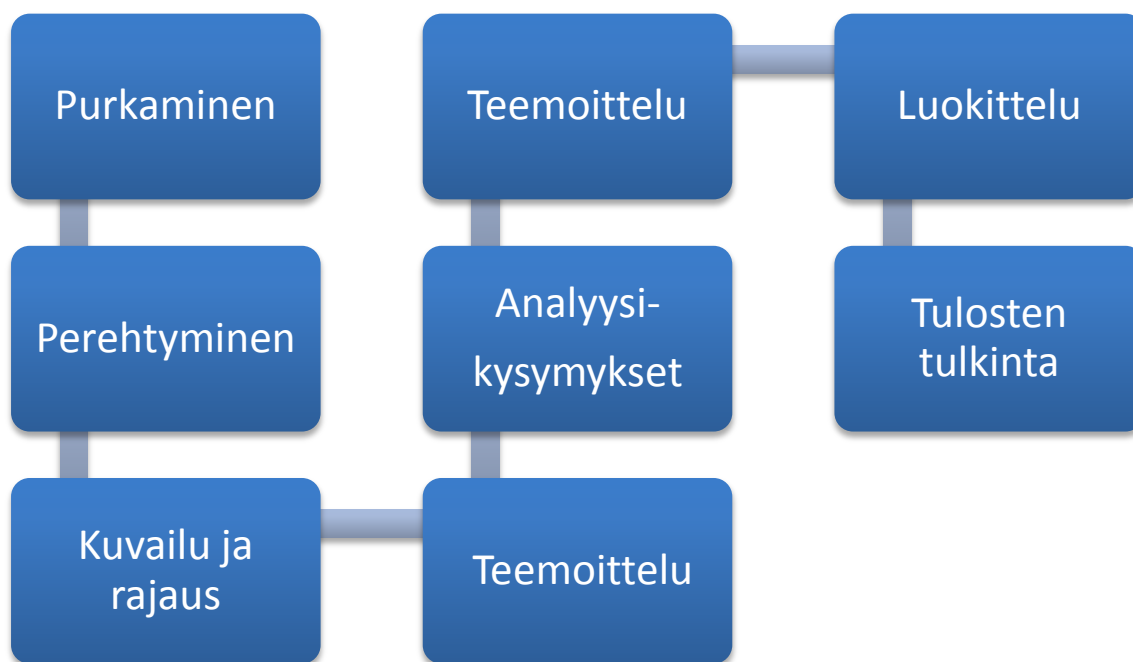 Purkaminen
Perehtyminen
Kuvailu ja
rajaus
Teemoittelu
Analyysi-
kysymykset
Teemoittelu
Luokittelu
Tulosten
tulkinta